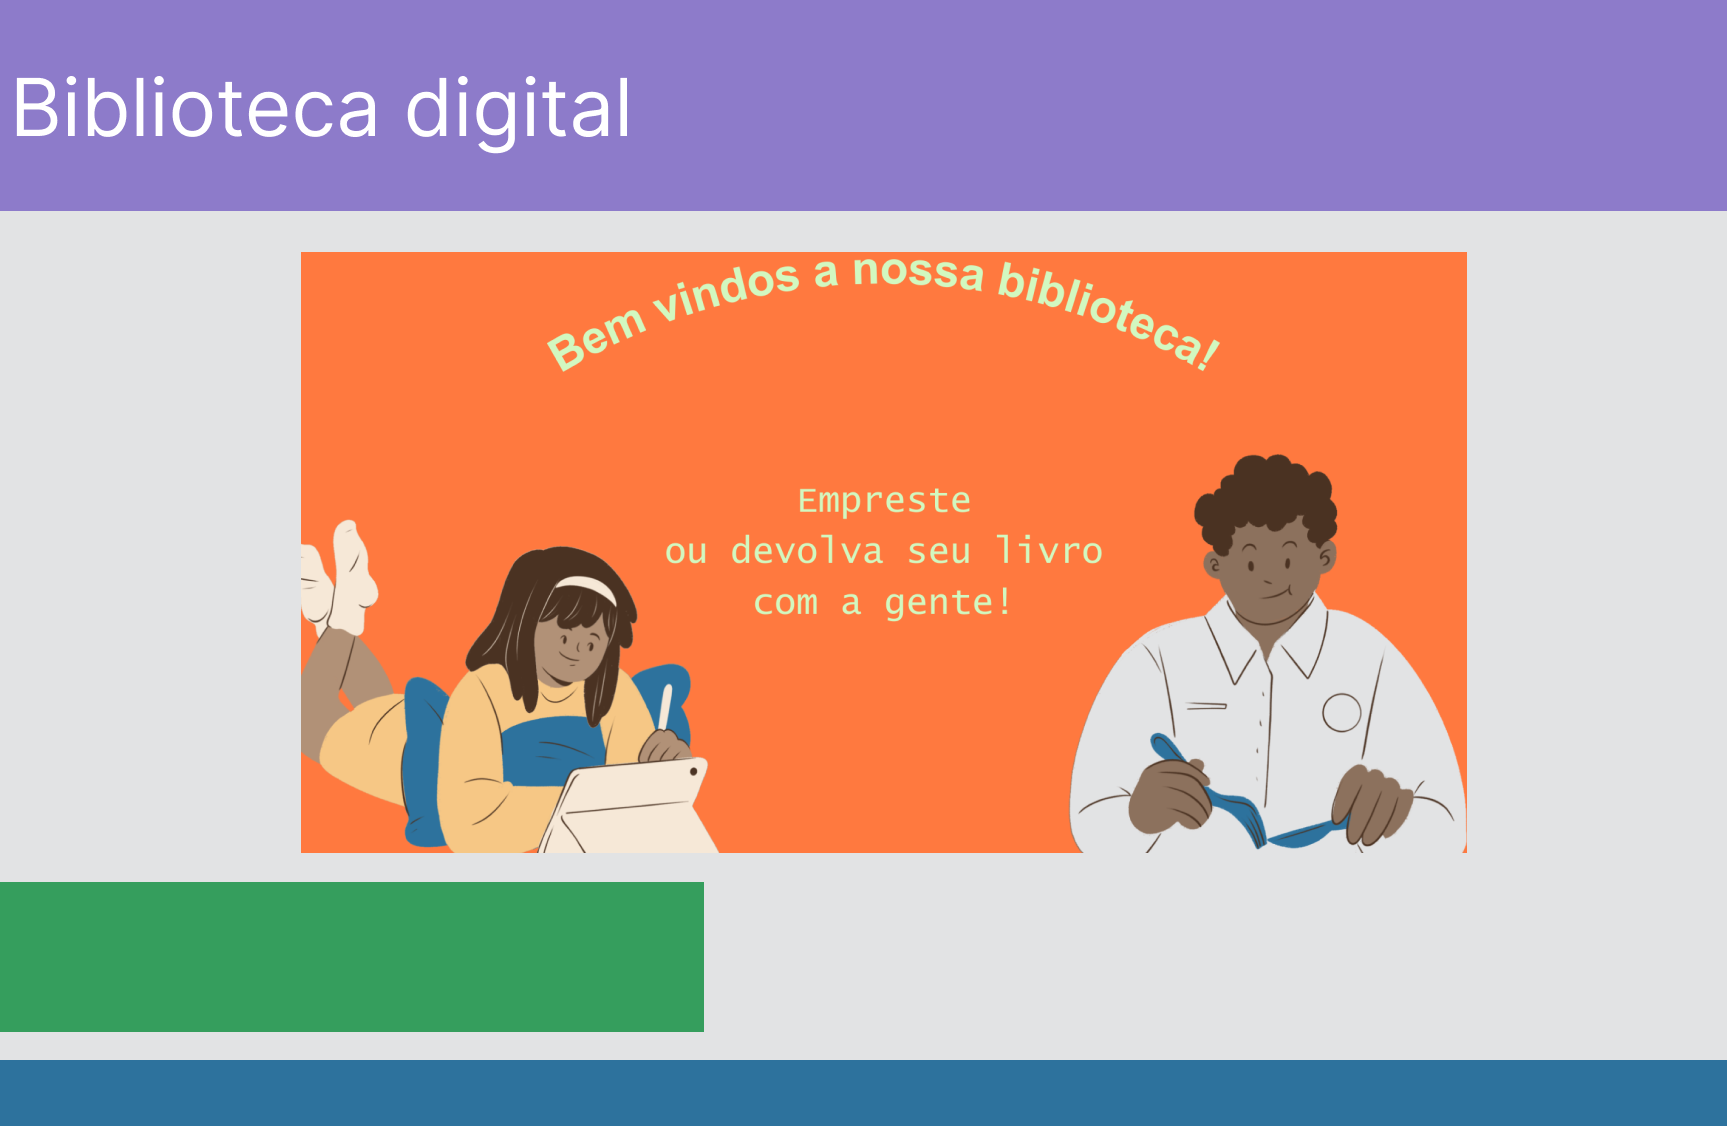 Biblioteca digital
Bem vindos a nossa biblioteca!
Empreste
ou devolva seu livro
com a gente!